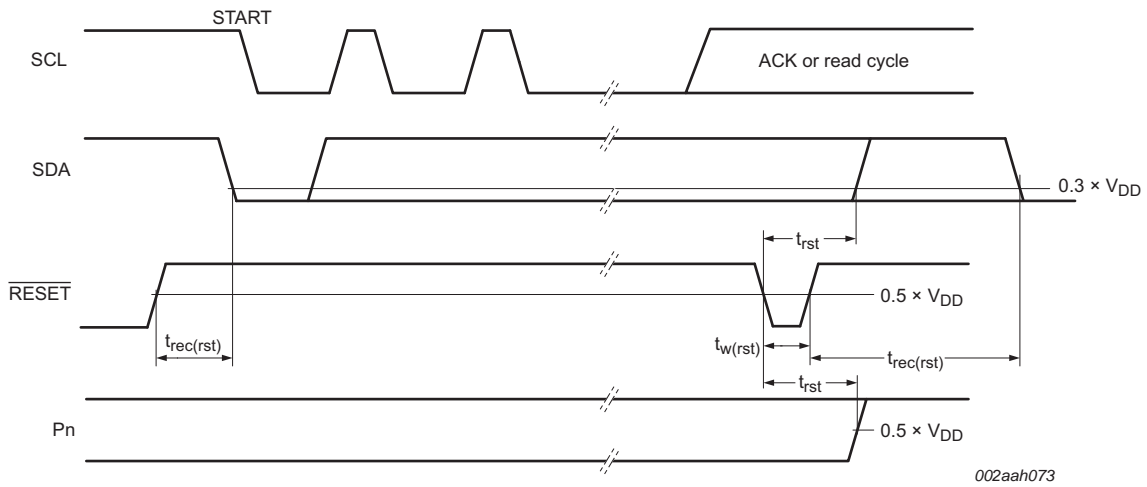 START
SCL
ACK or read cycle
SDA
0.3 × VDD
trst
RESET
0.5 × VDD
trec(rst)
tw(rst)
trec(rst)
trst
Pn
0.5 × VDD
002aah073